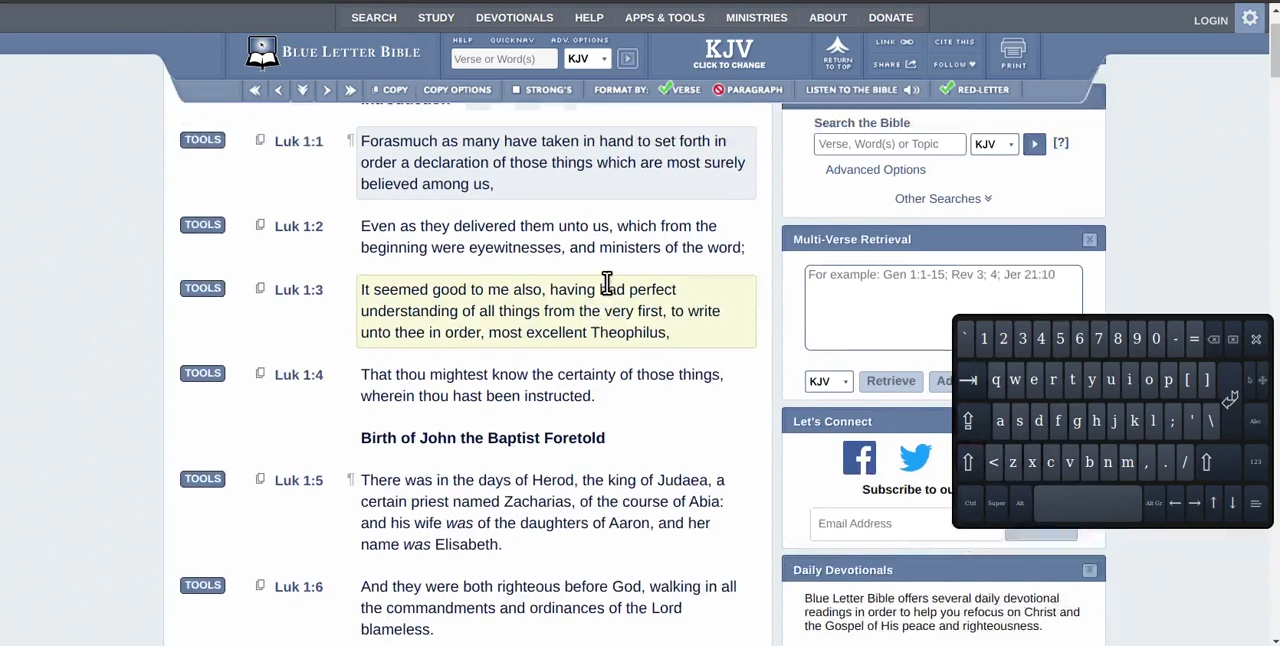 SEARCH STUDY DEVOTIONALS HELP APPS & TOOLS MINISTRIES ABOUT DONATE LOGIN
BLUE LETTER BIBLE
HELP QUICKNAV ADV. OPTIONS
Verse or Word(s) KJV
KJV
CLICK TO CHANGE
RETURN TO TOP
LINK
SHARE
CITE THIS
FOLLOW
PRINT
COPY COPY OPTIONS STRONG'S FORMAT BY: VERSE PARAGRAPH LISTEN TO THE BIBLE RED-LETTER
Introduction
TOOLS Luk 1:1 ¶ Forasmuch as many have taken in hand to set forth in
order a declaration of those things which are most surely
believed among us,
TOOLS Luk 1:2 Even as they delivered them unto us, which from the
beginning were eyewitnesses, and ministers of the word;
TOOLS Luk 1:3 It seemed good to me also, having had perfect
understanding of all things from the very first, to write
unto thee in order, most excellent Theophilus,
TOOLS Luk 1:4 That thou mightest know the certainty of those things,
wherein thou hast been instructed.
Birth of John the Baptist Foretold
TOOLS Luk 1:5 ¶ There was in the days of Herod, the king of Judaea, a
certain priest named Zacharias, of the course of Abia:
and his wife was of the daughters of Aaron, and her
name was Elisabeth.
TOOLS Luk 1:6 And they were both righteous before God, walking in all
the commandments and ordinances of the Lord
blameless.
Search the Bible
Verse, Word(s) or Topic KJV [?]
Advanced Options
Other Searches
Multi-Verse Retrieval
For example: Gen 1:1-15; Rev 3; 4; Jer 21:10
KJV Retrieve
Let's Connect
Subscribe to
Email Address
Daily Devotionals
Blue Letter Bible offers several daily devotional
readings in order to help you refocus on Christ and
the Gospel of His peace and righteousness.
` 1 2 3 4 5 6 7 8 9 0 - =
q w e r t y u i o p [ ]
a s d f g h j k l ; ' \ Abc
< z x c v b n m , . / 123
Ctrl Super Alt Alt Gr